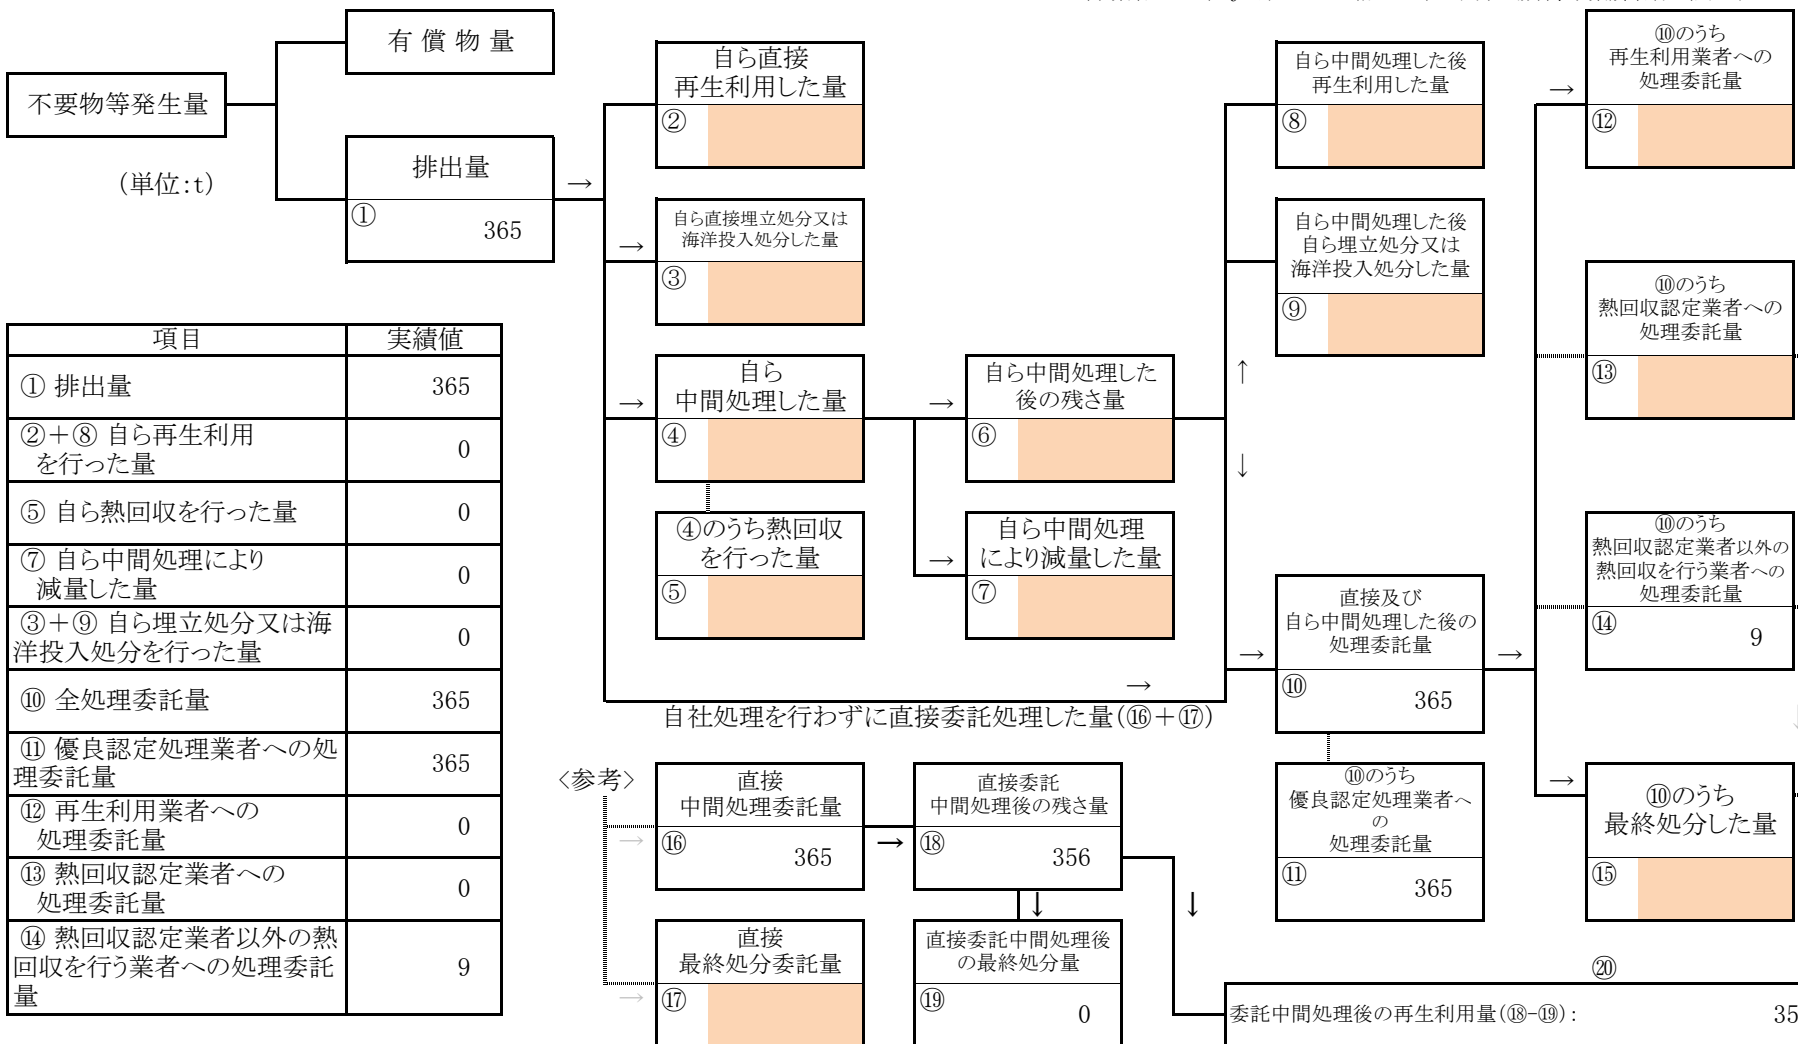 有 償 物 量
不要物等発生量
(単位:t)
排出量
→
①
365
自ら直接
再生利用した量
②
→
自ら直接埋立処分又は
海洋投入処分した量
③
→
自ら
中間処理した量
④
④のうち熱回収
を行った量
⑤
→
自ら中間処理した
後の残さ量
⑥
→
自ら中間処理
により減量した量
⑦
自ら中間処理した後
再生利用した量
⑧
自ら中間処理した後
自ら埋立処分又は
海洋投入処分した量
⑨
↑
↓
→
自社処理を行わずに直接委託処理した量(⑯+⑰)
→
直接及び
自ら中間処理した後の
処理委託量
⑩
365
→
⑩のうち
優良認定処理業者へ
の
処理委託量
⑪
365
→
⑩のうち
再生利用業者への
処理委託量
⑫
⑩のうち
熱回収認定業者への
処理委託量
⑬
⑩のうち
熱回収認定業者以外の
熱回収を行う業者への
処理委託量
⑭
9
→
⑩のうち
最終処分した量
⑮
項目 実績値
① 排出量 365
②+⑧ 自ら再生利用
を行った量 0
⑤ 自ら熱回収を行った量 0
⑦ 自ら中間処理により
減量した量 0
③+⑨ 自ら埋立処分又は海
洋投入処分を行った量 0
⑩ 全処理委託量 365
⑪ 優良認定処理業者への処
理委託量 365
⑫ 再生利用業者への
処理委託量 0
⑬ 熱回収認定業者への
処理委託量 0
⑭ 熱回収認定業者以外の熱
回収を行う業者への処理委託
量 9
<参考>
→
直接
中間処理委託量
⑯
365
→
直接委託
中間処理後の残さ量
⑱
356
↓
↓
→
直接
最終処分委託量
⑰
直接委託中間処理後
の最終処分量
⑲
0
⑳
委託中間処理後の再生利用量(⑱-⑲):
35